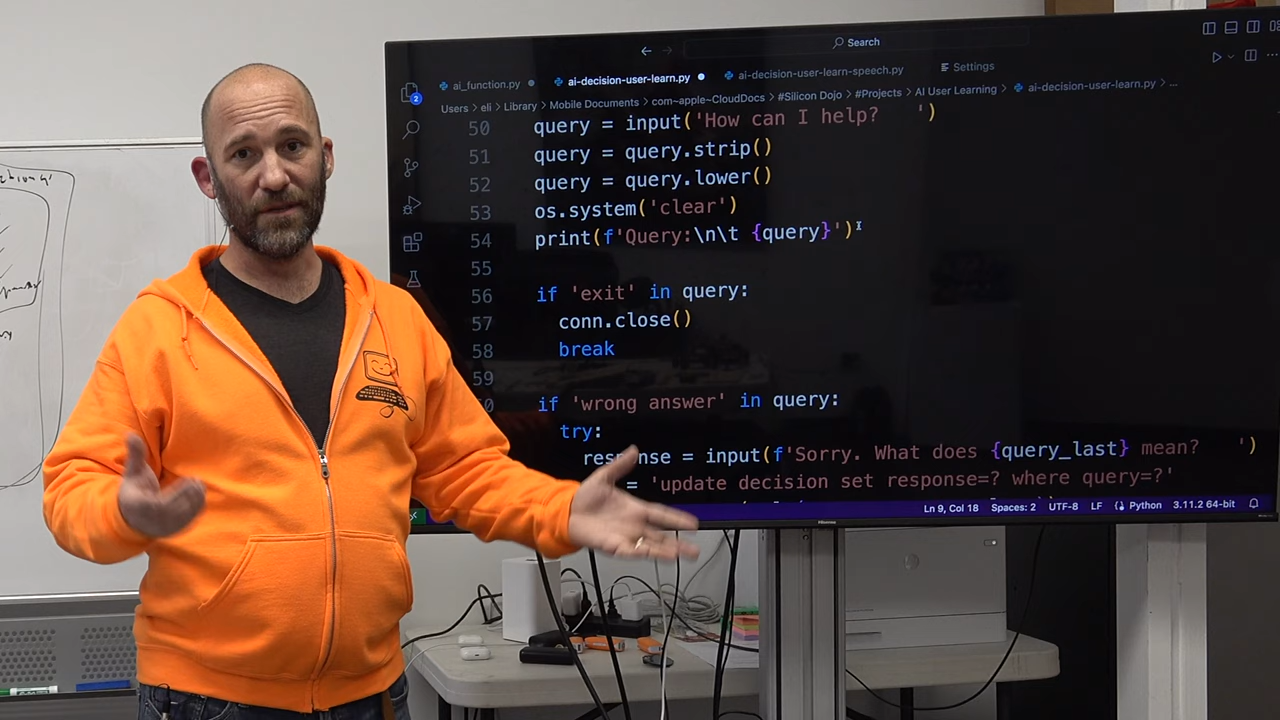 Search
ai_function.py
ai-decision-user-learn.py
ai-decision-user-learn-speech.py
Settings
2
Users > eli > Library > Mobile Documents > com~apple~CloudDocs > #Silicon Dojo > #Projects > AI User Learning > ai-decision-user-learn.py > ...
50 query = input('How can I help?   ')
51 query = query.strip()
52 query = query.lower()
53 os.system('clear')
54 print(f'Query:\n\t {query}')
55
56 if 'exit' in query:
57 conn.close()
58 break
59
if 'wrong answer' in query:
try:
response = input(f'Sorry. What does {query_last} mean?   ')
= 'update decision set response=? where query=?'
Ln 9, Col 18 Spaces: 2 UTF-8 LF Python 3.11.2 64-bit
Hisense